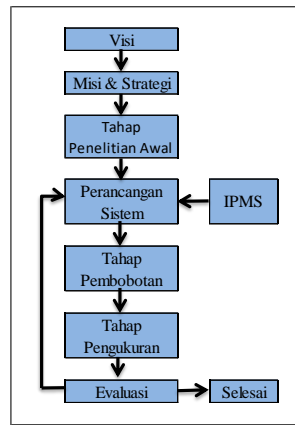 Visi
Misi & Strategi
Tahap
Penelitian Awal
Perancangan
Sistem
IPMS
Tahap
Pembobotan
Tahap
Pengukuran
Evaluasi
Selesai